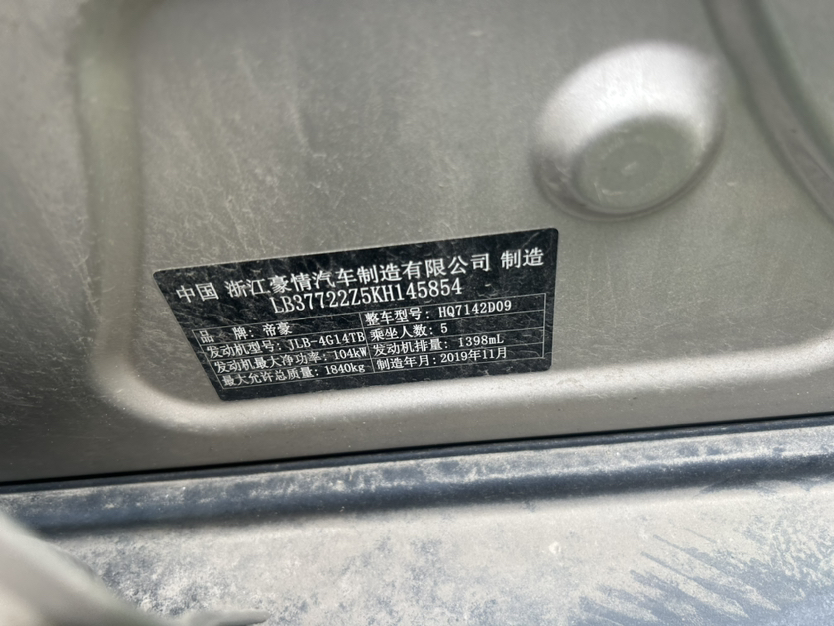 中国 浙江豪情汽车制造有限公司 制造
LB37722Z5KH145854
品 牌: 帝豪 整车型号: HQ7142D09
发动机型号: JLB-4G14TB 乘坐人数: 5
发动机最大净功率: 104kW 发动机排量: 1398mL
最大允许总质量: 1840kg 制造年月: 2019年11月